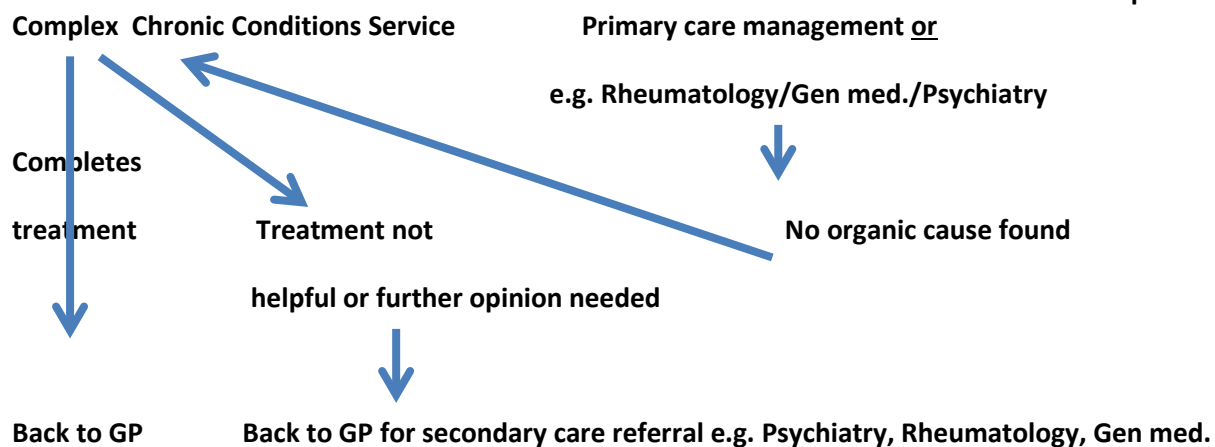 Complex Chronic Conditions Service Primary care management or
e.g. Rheumatology/Gen med./Psychiatry
Completes
treatment Treatment not No organic cause found
helpful or further opinion needed
Back to GP Back to GP for secondary care referral e.g. Psychiatry, Rheumatology, Gen med.